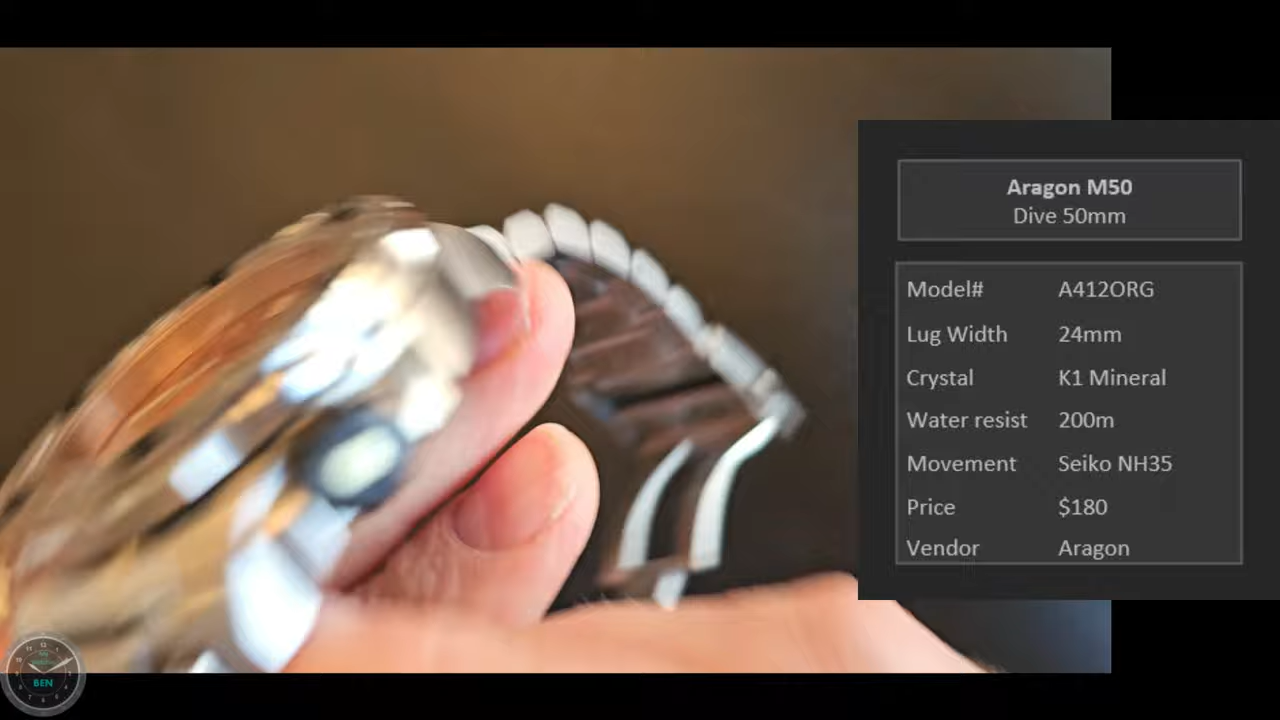 Aragon M50
Dive 50mm
Model# A412ORG
Lug Width 24mm
Crystal K1 Mineral
Water resist 200m
Movement Seiko NH35
Price $180
Vendor Aragon
BEN